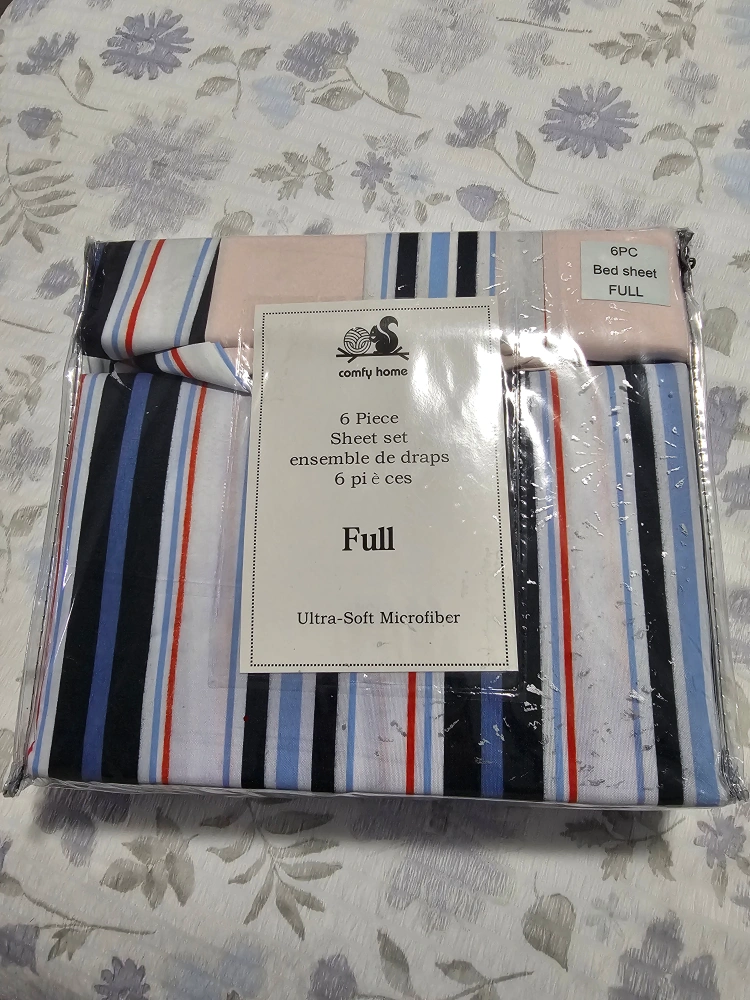 6PC
Bed sheet
FULL
comfy home
6 Piece
Sheet set
ensemble de draps
6 pi è ces
Full
Ultra-Soft Microfiber